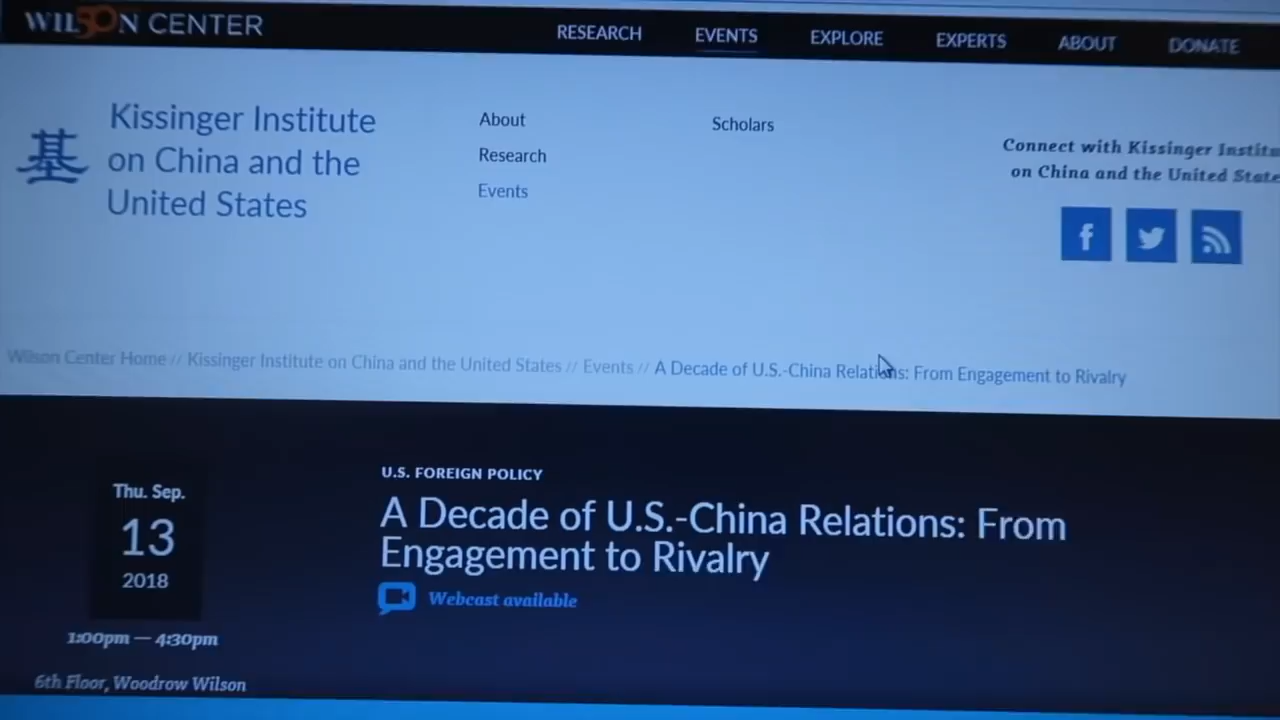 WIL50N CENTER
RESEARCH EVENTS EXPLORE EXPERTS ABOUT DONATE
基
Kissinger Institute
on China and the
United States
About
Research
Events
Scholars
Connect with Kissinger Institu
on China and the United State
Wilson Center Home // Kissinger Institute on China and the United States // Events // A Decade of U.S.-China Relations: From Engagement to Rivalry
Thu. Sep.
13
2018
1:00pm — 4:30pm
6th Floor, Woodrow Wilson
U.S. FOREIGN POLICY
A Decade of U.S.-China Relations: From
Engagement to Rivalry
Webcast available